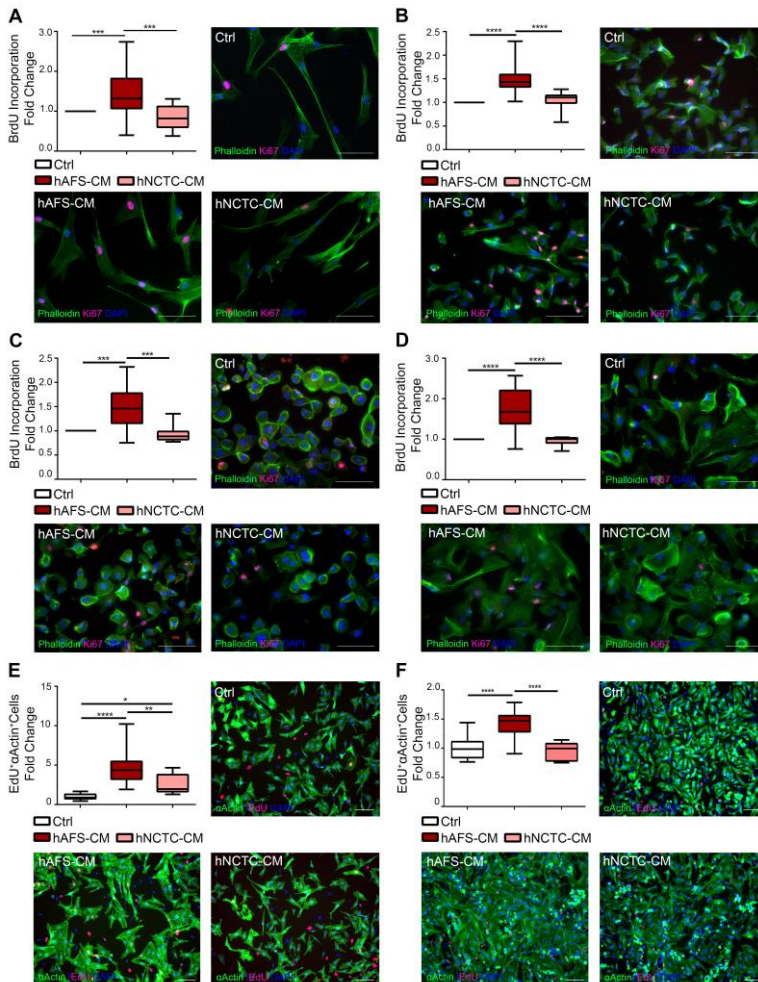 A
***
***
BrdU Incorporation
Fold Change
3.0
2.0
1.0
0.0
Ctrl
hAFS-CM
hNCTC-CM
Ctrl
Phalloidin Ki67 DAPI
hAFS-CM
Phalloidin Ki67 DAPI
hNCTC-CM
Phalloidin Ki67 DAPI
B
****
****
BrdU Incorporation
Fold Change
2.5
2.0
1.5
1.0
0.5
0.0
Ctrl
hAFS-CM
hNCTC-CM
Ctrl
Phalloidin Ki67 DAPI
hAFS-CM
Phalloidin Ki67 DAPI
hNCTC-CM
Phalloidin Ki67 DAPI
C
***
***
BrdU Incorporation
Fold Change
2.5
2.0
1.5
1.0
0.5
0.0
Ctrl
hAFS-CM
hNCTC-CM
Ctrl
Phalloidin Ki67 DAPI
hAFS-CM
Phalloidin Ki67 DAPI
hNCTC-CM
Phalloidin Ki67 DAPI
D
****
****
BrdU Incorporation
Fold Change
3.0
2.0
1.0
0.0
Ctrl
hAFS-CM
hNCTC-CM
Ctrl
Phalloidin Ki67 DAPI
hAFS-CM
Phalloidin Ki67 DAPI
hNCTC-CM
Phalloidin Ki67 DAPI
E
*
****
**
EdU⁺αActin⁺Cells
Fold Change
15
10
5
0
Ctrl
hAFS-CM
hNCTC-CM
Ctrl
αActin EdU
hAFS-CM
αActin EdU
hNCTC-CM
αActin EdU
F
****
****
EdU⁺αActin⁺Cells
Fold Change
2.0
1.5
1.0
0.5
0.0
Ctrl
hAFS-CM
hNCTC-CM
Ctrl
αActin EdU
hAFS-CM
αActin EdU
hNCTC-CM
αActin EdU